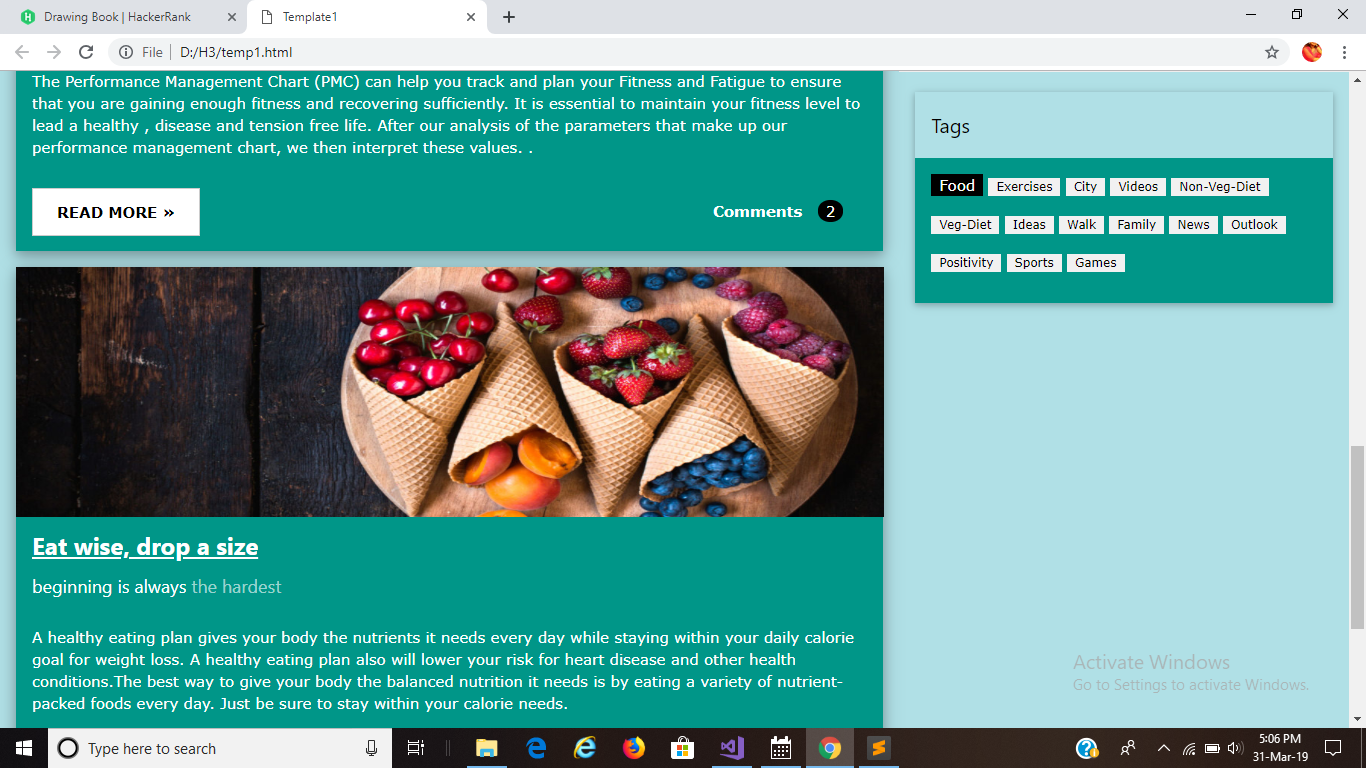 Drawing Book | HackerRank
Template1
File
D:/H3/temp1.html
The Performance Management Chart (PMC) can help you track and plan your Fitness and Fatigue to ensure
that you are gaining enough fitness and recovering sufficiently. It is essential to maintain your fitness level to
lead a healthy , disease and tension free life. After our analysis of the parameters that make up our
performance management chart, we then interpret these values. .
READ MORE »
Comments 2
Eat wise, drop a size
beginning is always the hardest
A healthy eating plan gives your body the nutrients it needs every day while staying within your daily calorie
goal for weight loss. A healthy eating plan also will lower your risk for heart disease and other health
conditions.The best way to give your body the balanced nutrition it needs is by eating a variety of nutrient-
packed foods every day. Just be sure to stay within your calorie needs.
Tags
Food Exercises City Videos Non-Veg-Diet
Veg-Diet Ideas Walk Family News Outlook
Positivity Sports Games
Activate Windows
Go to Settings to activate Windows.
Type here to search
5:06 PM
31-Mar-19